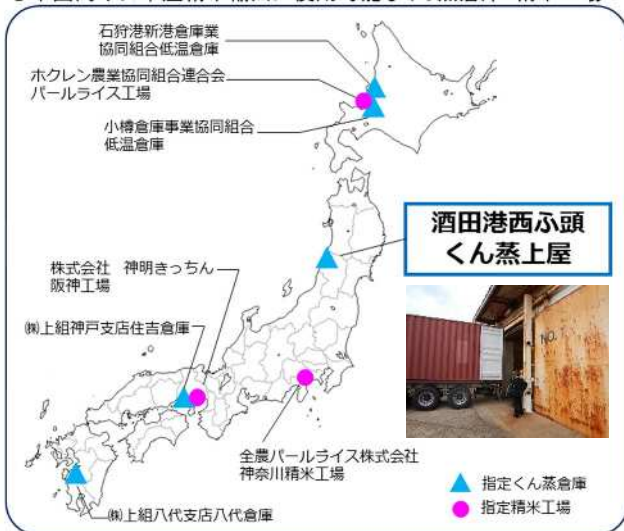 石狩港新港倉庫業
協同組合低温倉庫
ホクレン農業協同組合連合会
パールライス工場
小樽倉庫事業協同組合
低温倉庫
酒田港西ふ頭
くん蒸上屋
株式会社 神明きっちん
阪神工場
㈱上組神戸支店住吉倉庫
NO.
全農パールライス株式会社
神奈川精米工場
指定くん蒸倉庫
指定精米工場
㈱上組八代支店八代倉庫